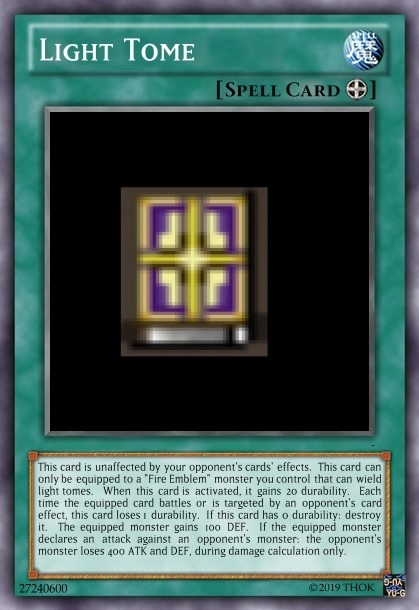 LIGHT TOME
魔
[SPELL CARD]
This card is unaffected by your opponent's cards' effects. This card can
only be equipped to a "Fire Emblem" monster you control that can wield
light tomes. When this card is activated, it gains 20 durability. Each
time the equipped card battles or is targeted by an opponent's card
effect, this card loses 1 durability. If this card has 0 durability: destroy
it. The equipped monster gains 100 DEF. If the equipped monster
declares an attack against an opponent's monster: the opponent's
monster loses 400 ATK and DEF, during damage calculation only.
27240600
©2019 THOK